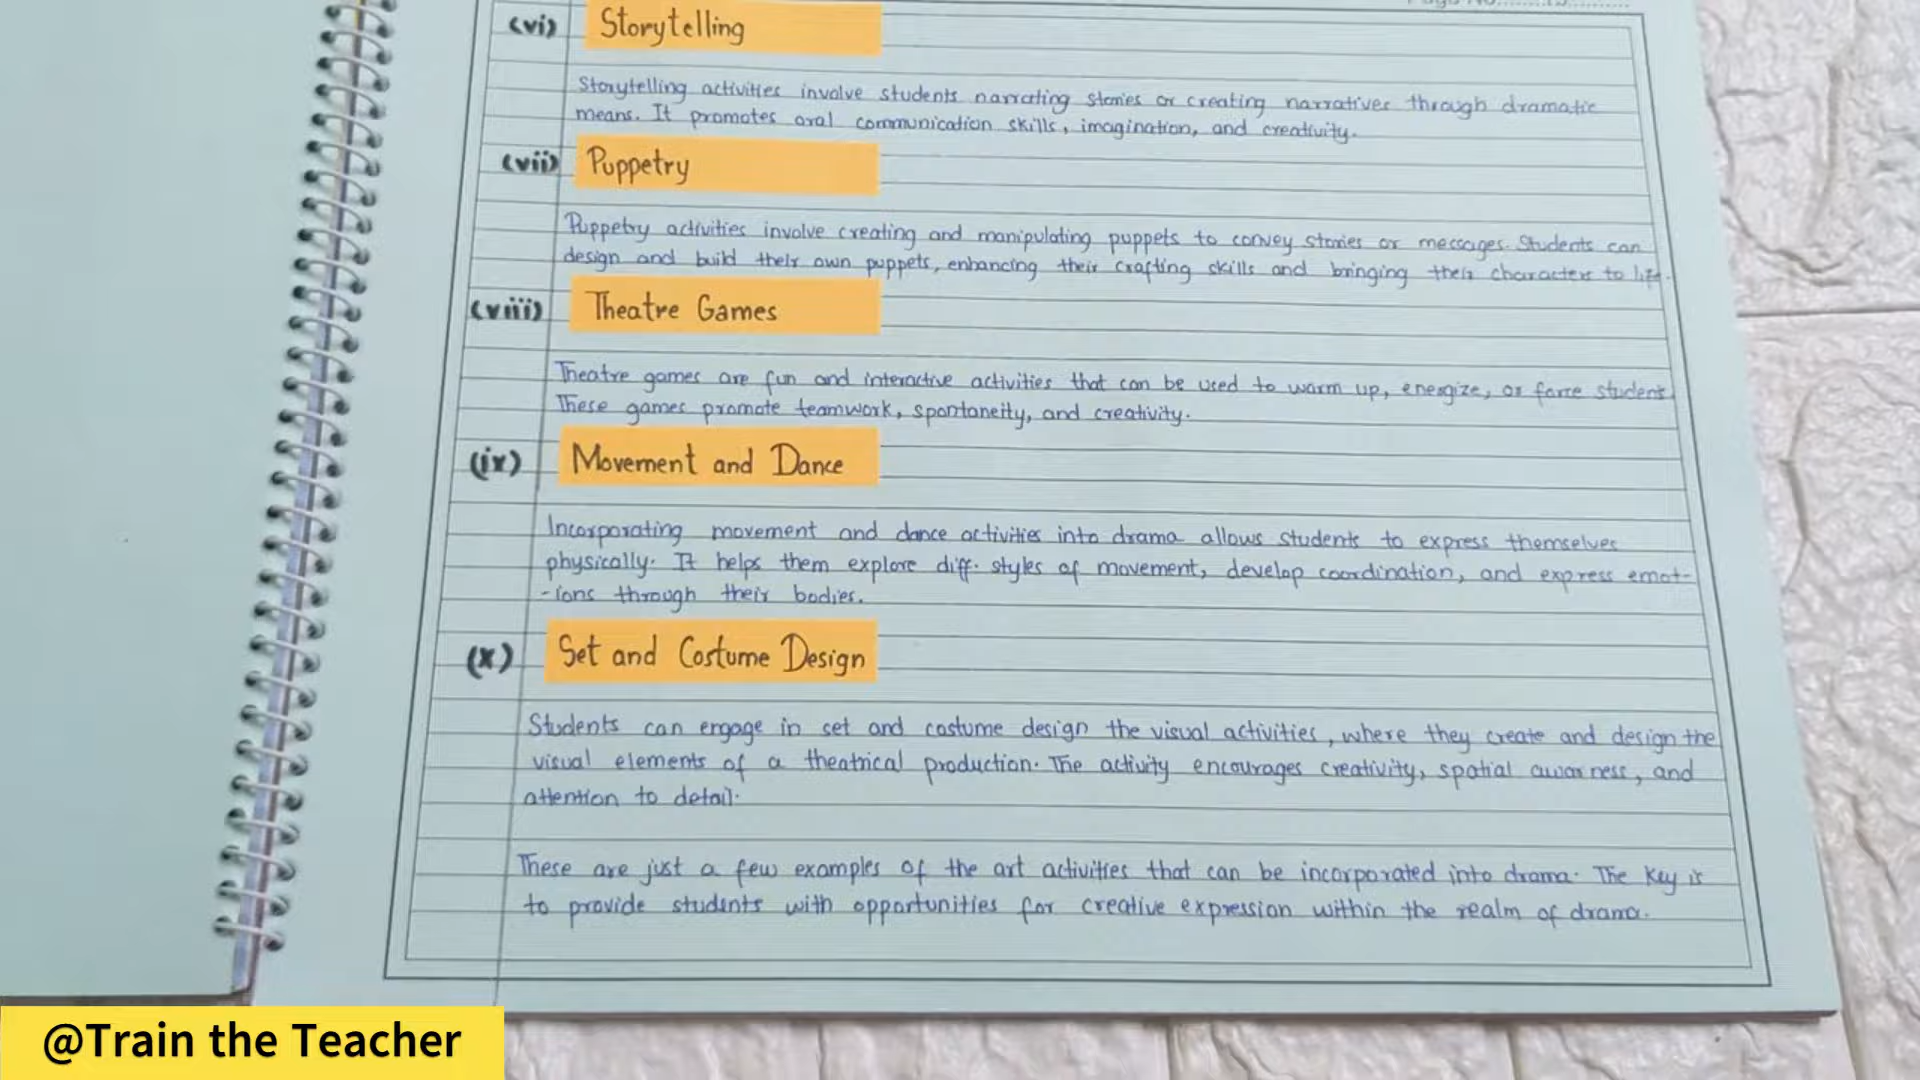 (vi) Storytelling
Storytelling activities involve students narrating stories or creating narratives through dramatic
means. It promotes oral communication skills, imagination, and creativity.
(vii) Puppetry
Puppetry activities involve creating and manipulating puppets to convey stories or messages. Students can
design and build their own puppets, enhancing their crafting skills and bringing their characters to life.
(viii) Theatre Games
Theatre games are fun and interactive activities that can be used to warm up, energize, or student
These games promote teamwork, spontaneity, and creativity.
(ix) Movement and Dance
Incorporating movement and dance activities into drama allows students to express themselves
physically. It helps them explore diff. styles of movement, develop coordination, and express emot-
-ions through their bodies.
(x) Set and Costume Design
Students can engage in set and costume design the visual activities, where they create and design the
visual elements of a theatrical production. The activity encourages creativity, spatial awarness, and
attention to detail.
These are just a few examples of the art activities that can be incorporated into drama. The key is
to provide students with opportunities for creative expression within the realm of drama.
@Train the Teacher